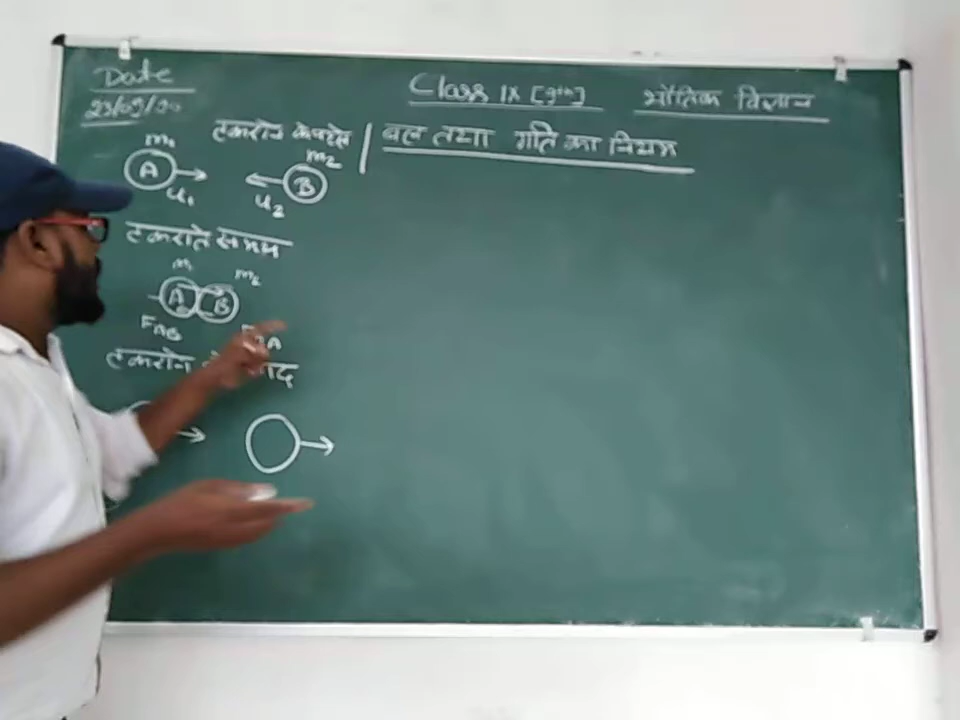 Date
23/09/20
Class IX [9th] भौतिक विज्ञान
बल तथा गति का नियम
टकराने के पहले
m₁
A
u₁
m₂
B
u₂
टकराते समय
m₁ m₂
A B
F_AB F_BA
टकराने के बाद